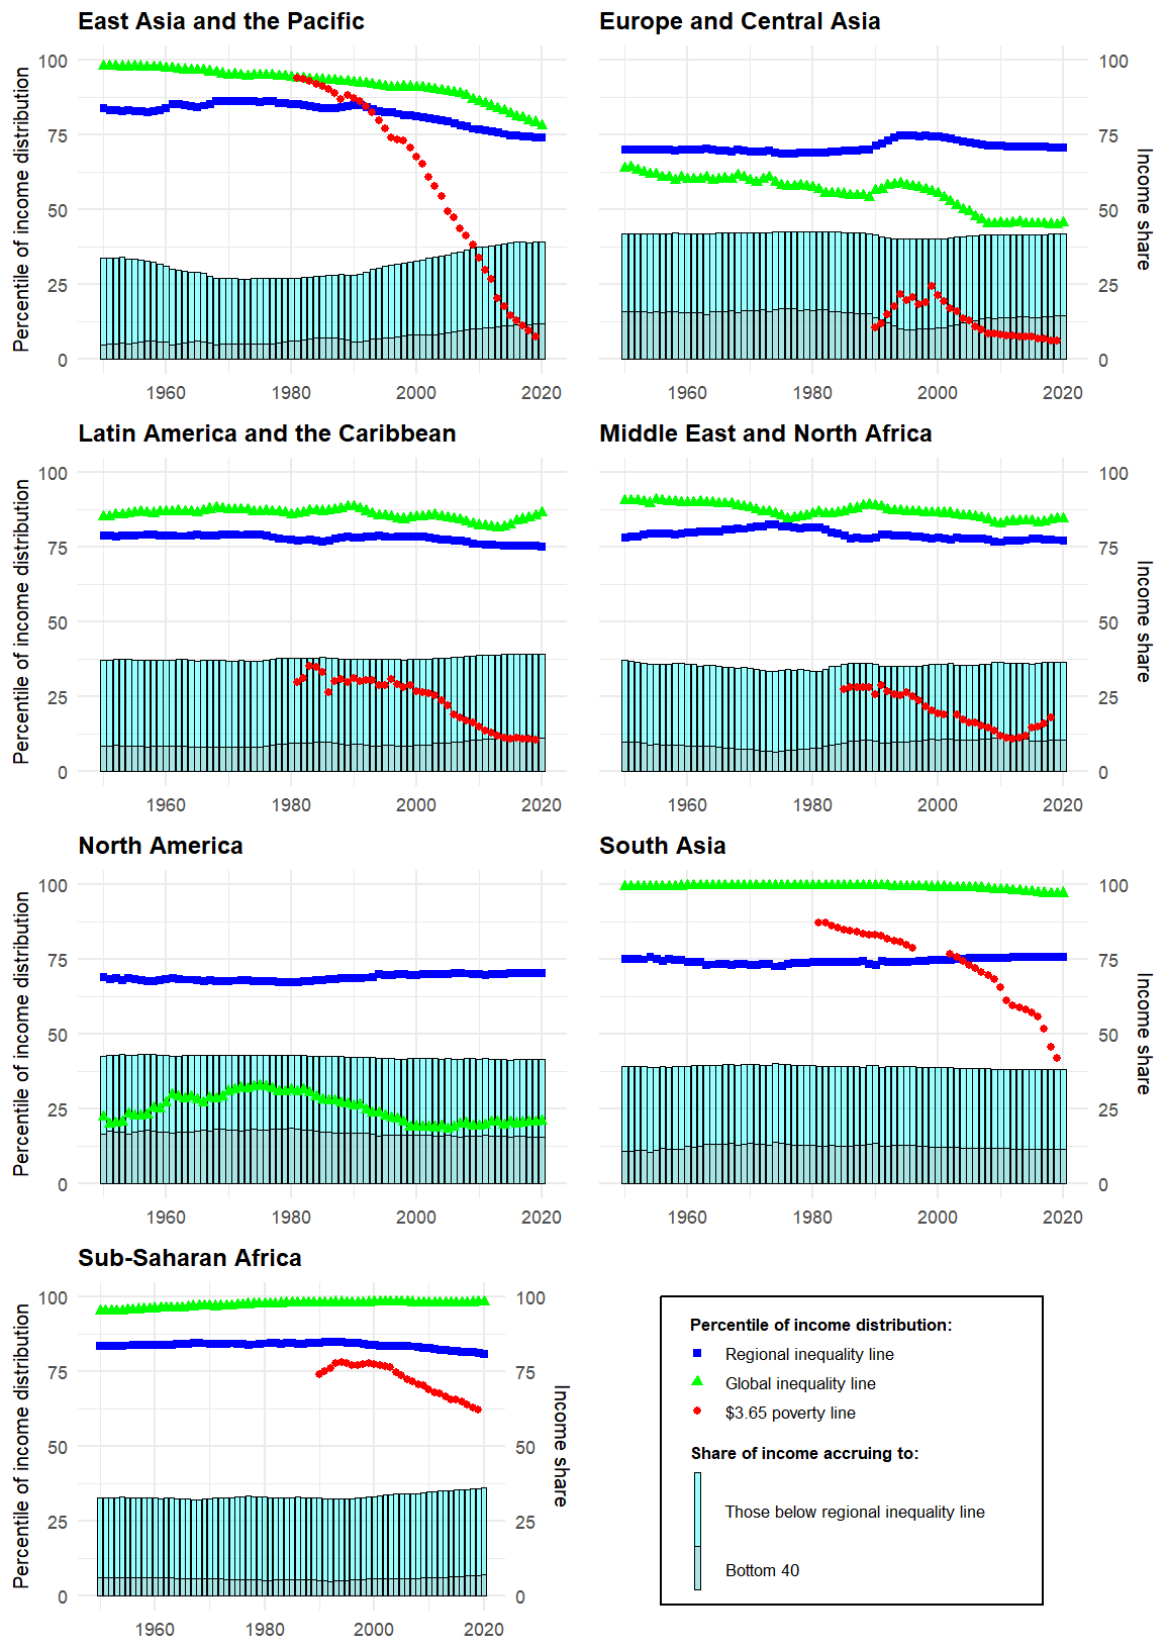 East Asia and the Pacific
Europe and Central Asia
Percentile of income distribution
100
75
50
25
0
1960 1980 2000 2020
1960 1980 2000 2020
100
75
50
25
0
Income share
Latin America and the Caribbean
Middle East and North Africa
Percentile of income distribution
100
75
50
25
0
1960 1980 2000 2020
1960 1980 2000 2020
100
75
50
25
0
Income share
North America
South Asia
Percentile of income distribution
100
75
50
25
0
1960 1980 2000 2020
1960 1980 2000 2020
100
75
50
25
0
Income share
Sub-Saharan Africa
Percentile of income distribution
100
75
50
25
0
1960 1980 2000 2020
100
75
50
25
0
Income share
Percentile of income distribution:
Regional inequality line
Global inequality line
$3.65 poverty line
Share of income accruing to:
Those below regional inequality line
Bottom 40